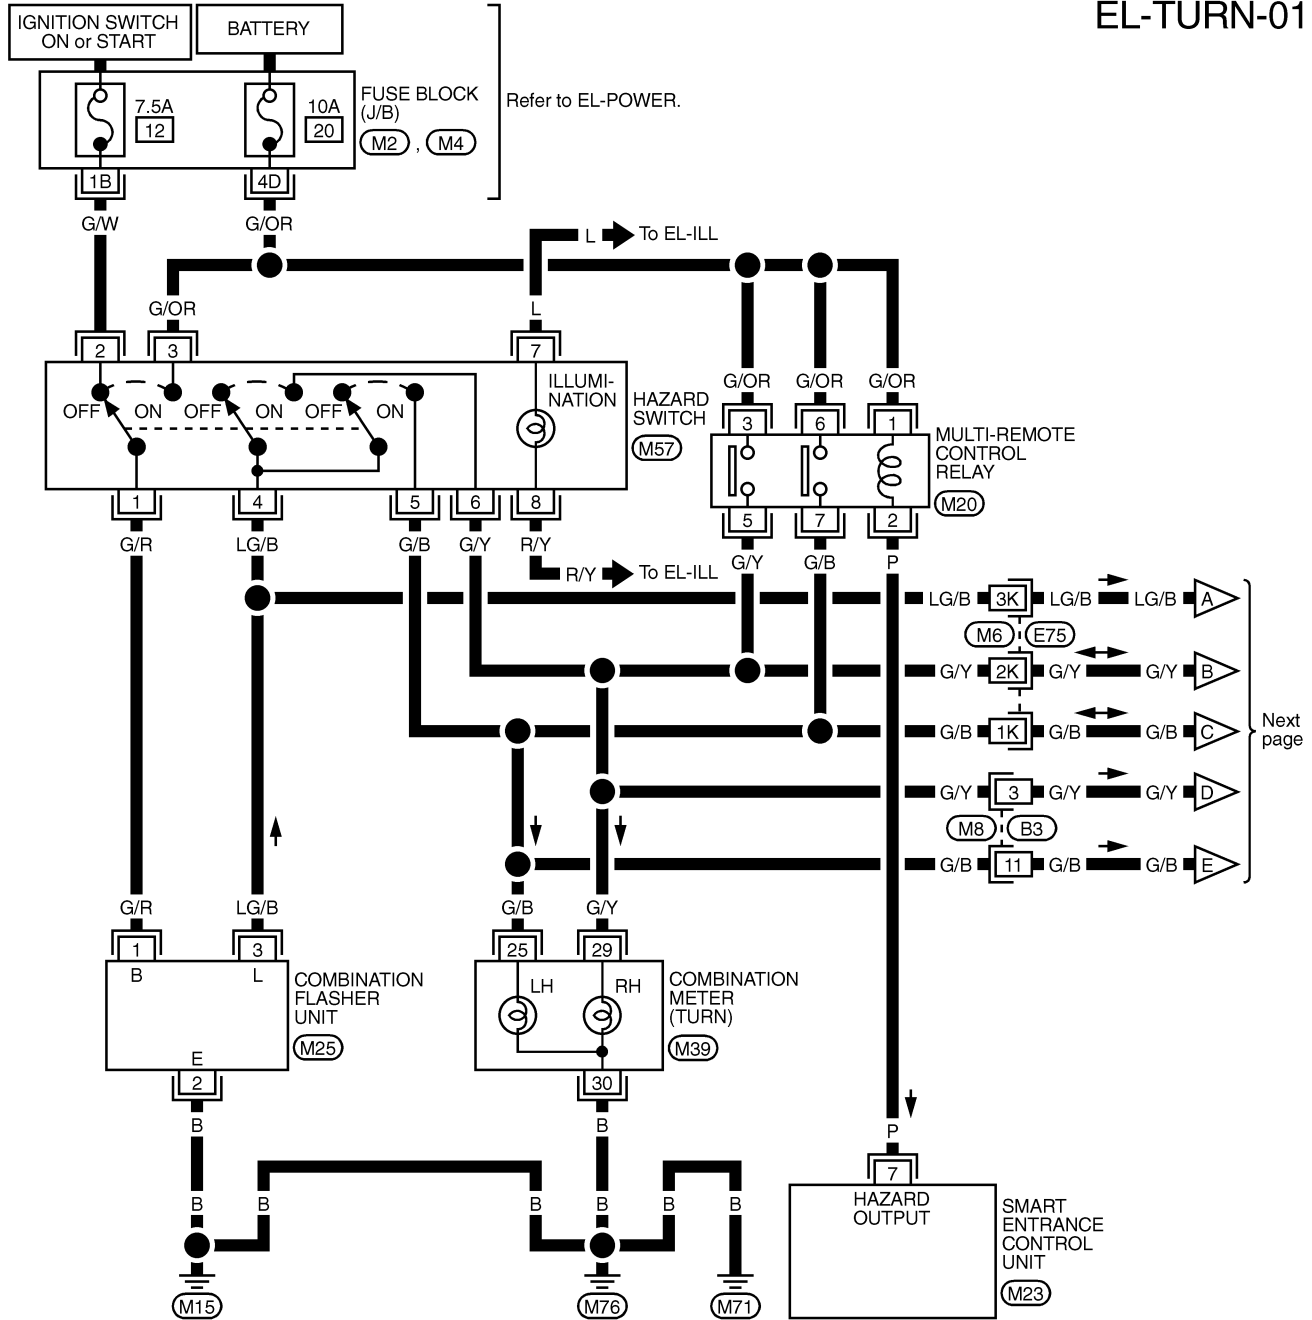 EL-TURN-01
IGNITION SWITCH
ON or START
BATTERY
7.5A
12
10A
20
FUSE BLOCK
(J/B)
M2 , M4
Refer to EL-POWER.
1B
4D
G/W
G/OR
L
To EL-ILL
G/OR
L
2
3
7
OFF
ON
OFF
ON
OFF
ON
ILLUMI-
NATION
HAZARD
SWITCH
M57
G/OR
G/OR
G/OR
3
6
1
MULTI-REMOTE
CONTROL
RELAY
M20
5
7
2
1
4
5
6
8
G/R
LG/B
G/B
G/Y
R/Y
G/Y
G/B
P
R/Y
To EL-ILL
LG/B
3K
LG/B
LG/B
A
M6
E75
G/Y
2K
G/Y
G/Y
B
G/B
1K
G/B
G/B
C
Next
page
G/Y
3
G/Y
G/Y
D
M8
B3
G/B
11
G/B
G/B
E
G/R
LG/B
G/B
G/Y
1
3
25
29
B
L
E
2
COMBINATION
FLASHER
UNIT
M25
LH
RH
COMBINATION
METER
(TURN)
M39
30
B
B
P
7
HAZARD
OUTPUT
SMART
ENTRANCE
CONTROL
UNIT
M23
B
B
B
B
B
B
M15
M76
M71